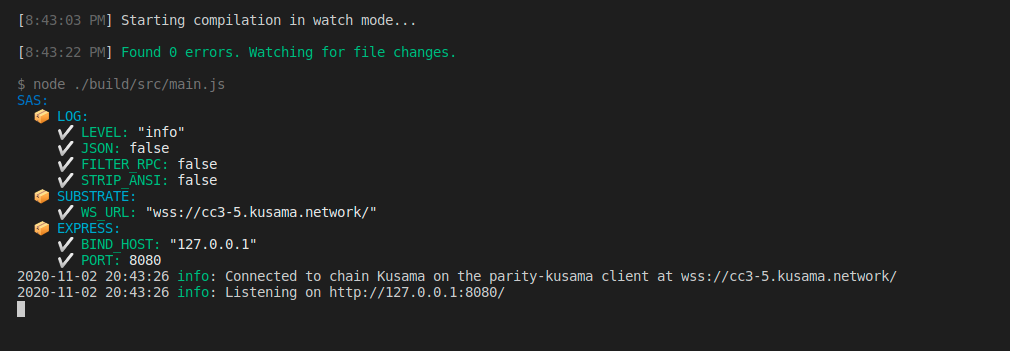 [8:43:03 PM] Starting compilation in watch mode...
[8:43:22 PM] Found 0 errors. Watching for file changes.
$ node ./build/src/main.js
SAS:
📦 LOG:
✔ LEVEL: "info"
✔ JSON: false
✔ FILTER_RPC: false
✔ STRIP_ANSI: false
📦 SUBSTRATE:
✔ WS_URL: "wss://cc3-5.kusama.network/"
📦 EXPRESS:
✔ BIND_HOST: "127.0.0.1"
✔ PORT: 8080
2020-11-02 20:43:26 info: Connected to chain Kusama on the parity-kusama client at wss://cc3-5.kusama.network/
2020-11-02 20:43:26 info: Listening on http://127.0.0.1:8080/